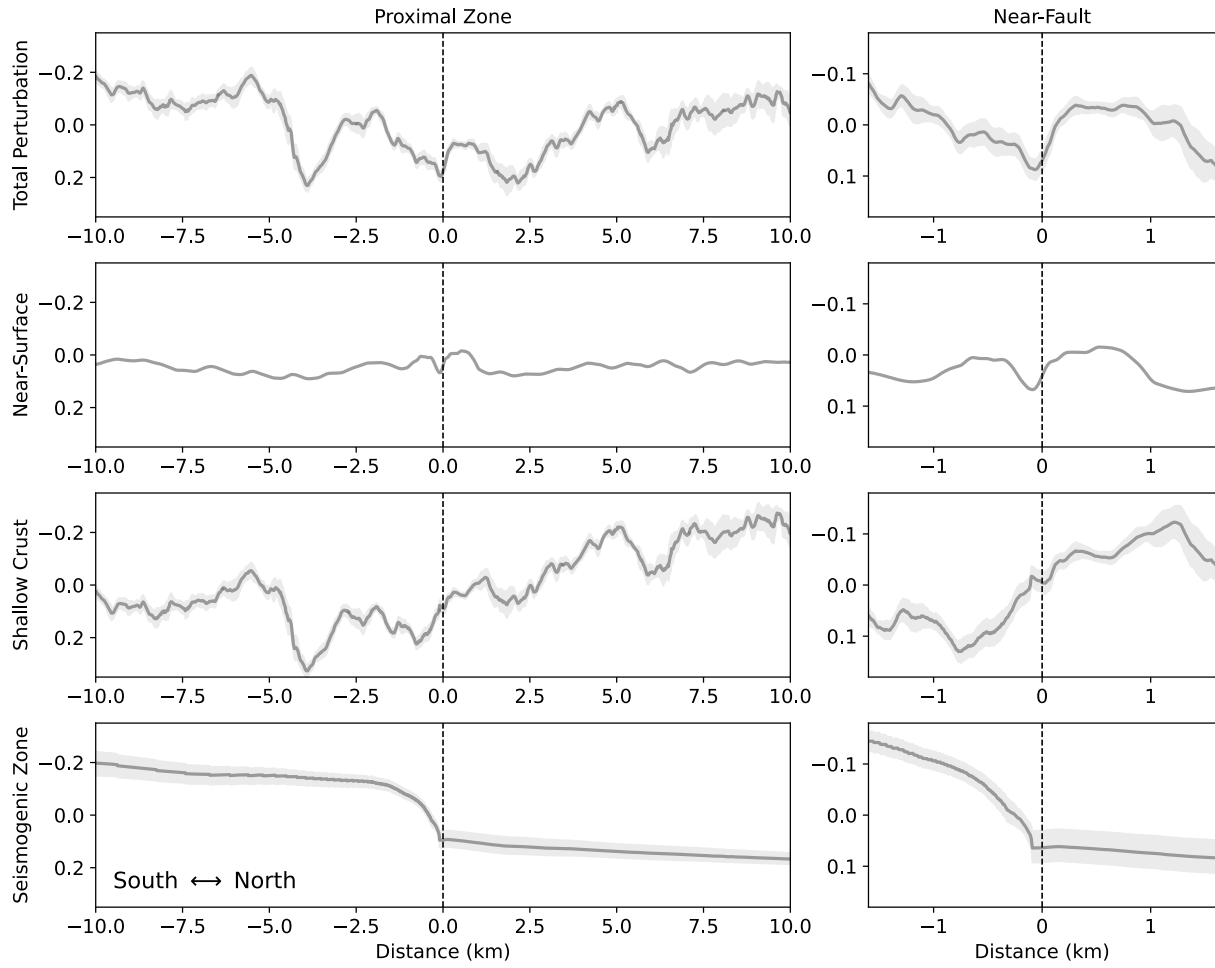 Proximal Zone Near-Fault
Total Perturbation
−0.2
0.0
0.2
−10.0 −7.5 −5.0 −2.5 0.0 2.5 5.0 7.5 10.0
−0.1
0.0
0.1
−1 0 1
Near-Surface
−0.2
0.0
0.2
−10.0 −7.5 −5.0 −2.5 0.0 2.5 5.0 7.5 10.0
−0.1
0.0
0.1
−1 0 1
Shallow Crust
−0.2
0.0
0.2
−10.0 −7.5 −5.0 −2.5 0.0 2.5 5.0 7.5 10.0
−0.1
0.0
0.1
−1 0 1
Seismogenic Zone
−0.2
0.0
0.2
South ⟷ North
−10.0 −7.5 −5.0 −2.5 0.0 2.5 5.0 7.5 10.0
Distance (km)
−0.1
0.0
0.1
−1 0 1
Distance (km)